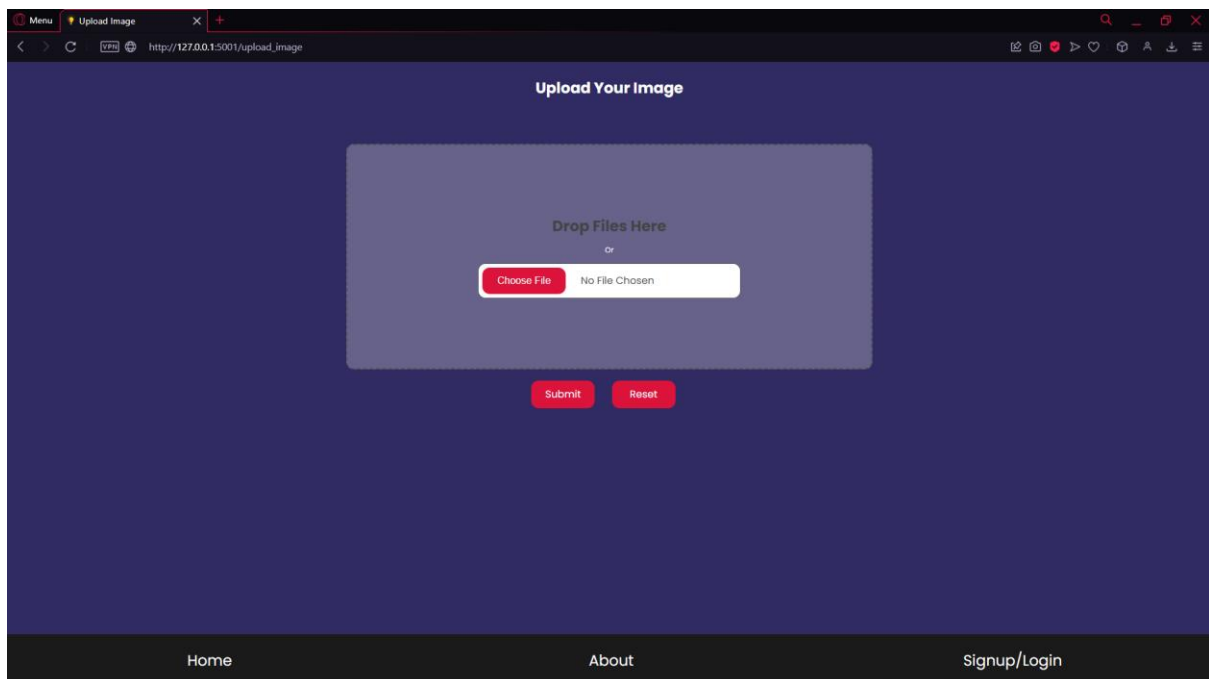 Menu Upload Image
VPN http://127.0.0.1:5001/upload_image
Upload Your Image
Drop Files Here
Or
Choose File No File Chosen
Submit Reset
Home About Signup/Login